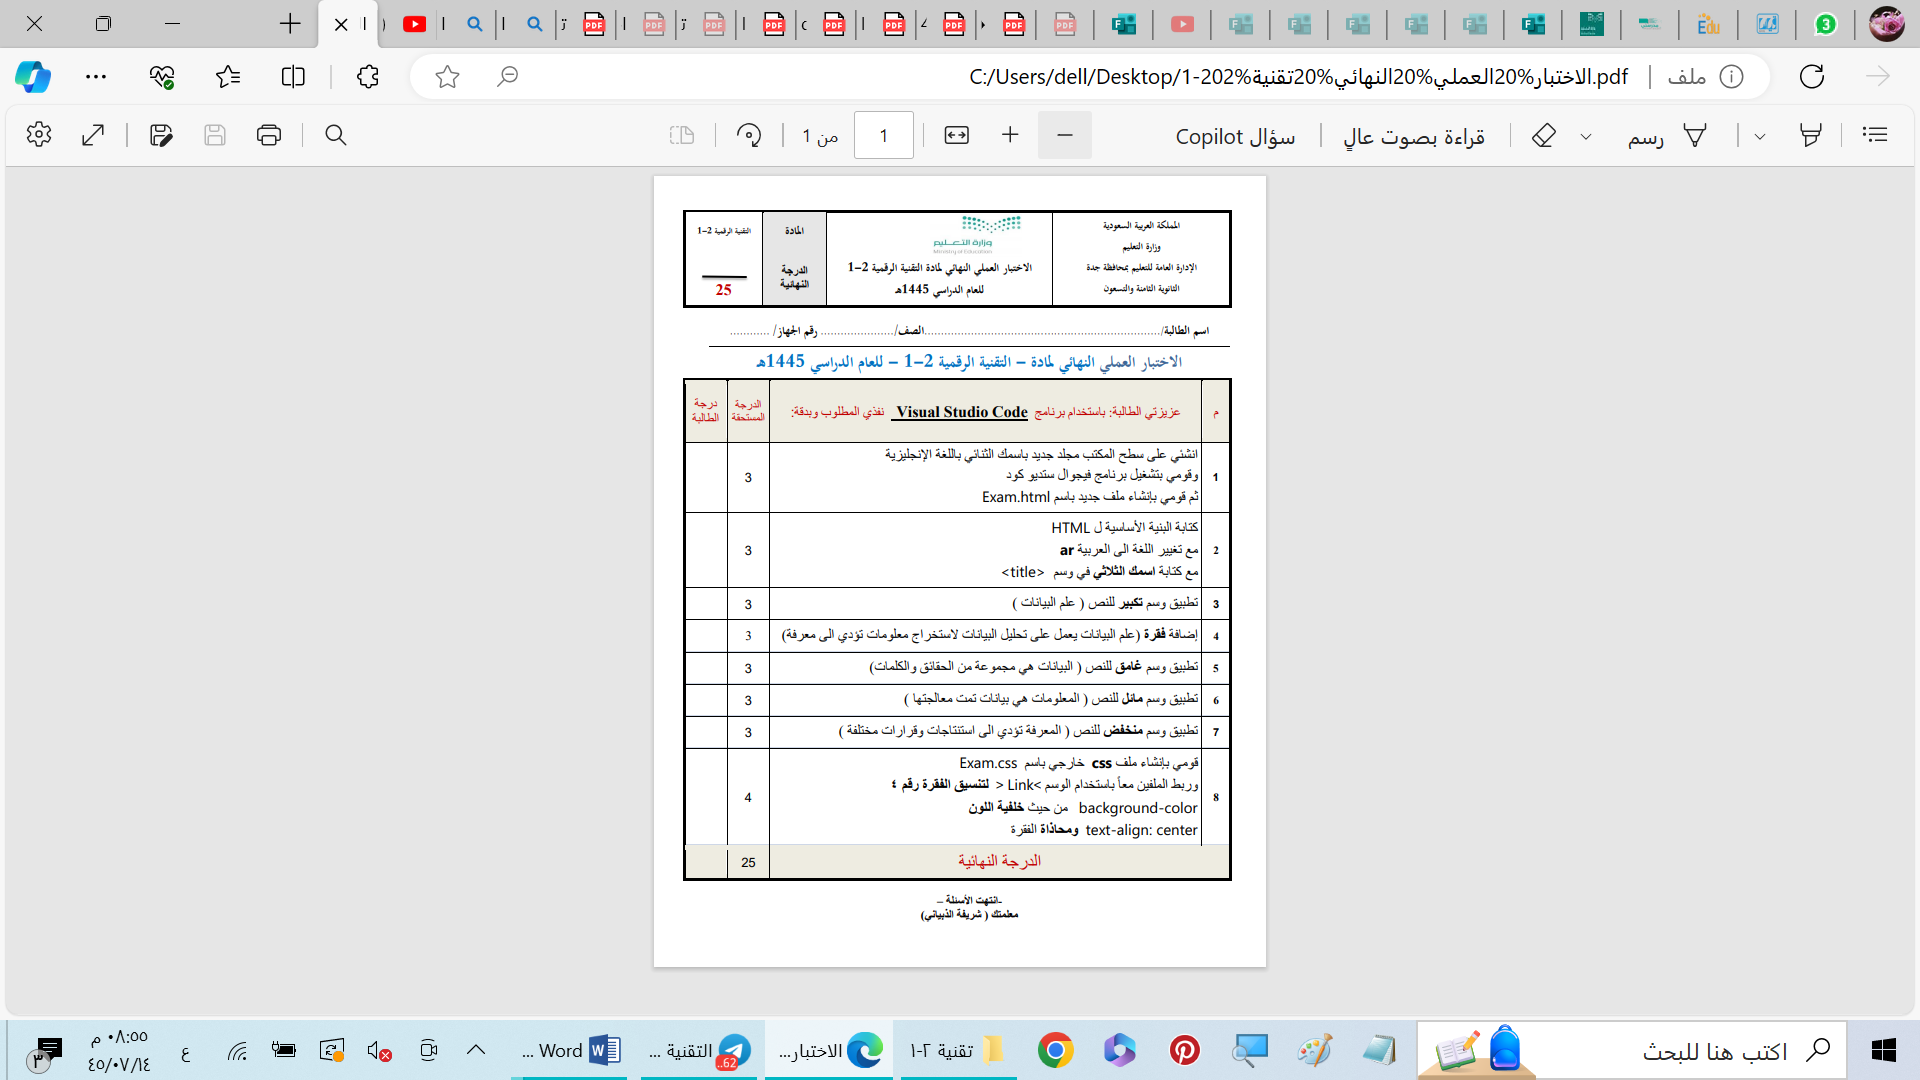 ملف
C:/Users/dell/Desktop/1-202%الاختبار%20العملي%20النهائي%20تقنية.pdf
قراءة بصوت عالٍ
سؤال Copilot
رسم
1
من 1
المملكة العربية السعودية
وزارة التعليم
الإدارة العامة للتعليم بمحافظة جدة
الثانوية الثامنة والتسعون
وزارة التعليم
Ministry of Education
الاختبار العملي النهائي لمادة التقنية الرقمية 2-1
للعام الدراسي 1445هـ
المادة
التقنية الرقمية 2-1
الدرجة النهائية
25
اسم الطالبة/......................................................................الصف/...................... رقم الجهاز/ ............
الاختبار العملي النهائي لمادة – التقنية الرقمية 2-1 – للعام الدراسي 1445هـ
م
عزيزتي الطالبة: باستخدام برنامج Visual Studio Code نفذي المطلوب وبدقة:
الدرجة المستحقة
درجة الطالبة
1
انشئي على سطح المكتب مجلد جديد باسمك الثنائي باللغة الإنجليزية
وقومي بتشغيل برنامج فيجوال ستديو كود
ثم قومي بإنشاء ملف جديد باسم Exam.html
3
2
كتابة البنية الأساسية ل HTML
مع تغيير اللغة الى العربية ar
مع كتابة اسمك الثلاثي في وسم <title>
3
3
تطبيق وسم تكبير للنص ( علم البيانات )
3
4
إضافة فقرة (علم البيانات يعمل على تحليل البيانات لاستخراج معلومات تؤدي الى معرفة)
3
5
تطبيق وسم غامق للنص ( البيانات هي مجموعة من الحقائق والكلمات)
3
6
تطبيق وسم مائل للنص ( المعلومات هي بيانات تمت معالجتها )
3
7
تطبيق وسم منخفض للنص ( المعرفة تؤدي الى استنتاجات وقرارات مختلفة )
3
8
قومي بإنشاء ملف css خارجي باسم Exam.css
وربط الملفين معاً باستخدام الوسم >Link < لتنسيق الفقرة رقم ٤
background-color من حيث خلفية اللون
text-align: center ومحاذاة الفقرة
4
الدرجة النهائية
25
-انتهت الأسئلة –
معلمتك ( شريفة الذبياني)
اكتب هنا للبحث
تقنية ٢-١
الاختبار...
التقنية ...
62..
Word ...
ع
٠٨:٥٥ م
٤٥/٠٧/١٤
٣